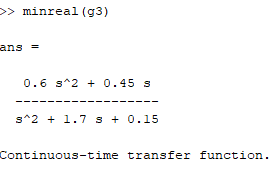 >> minreal(g3)
ans =
0.6 s^2 + 0.45 s
------------------
s^2 + 1.7 s + 0.15
Continuous-time transfer function.